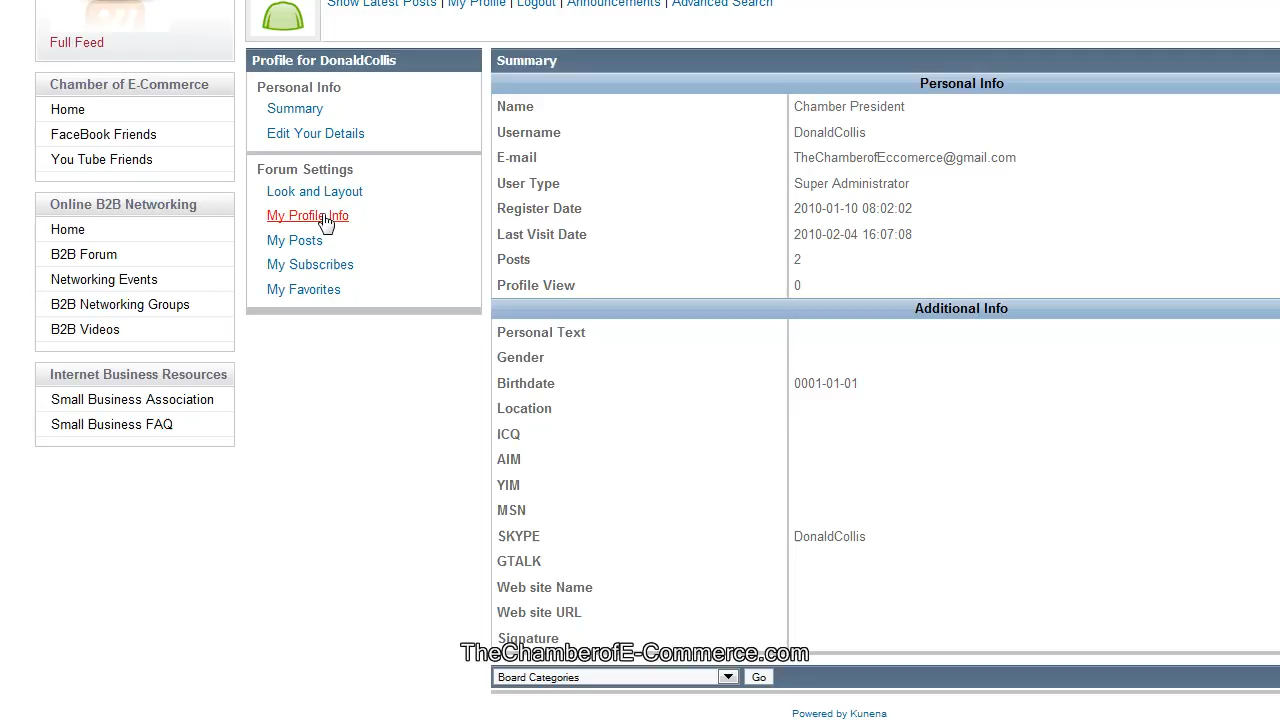 Show Latest Posts | My Profile | Logout | Announcements | Advanced Search
Full Feed
Chamber of E-Commerce
Home
FaceBook Friends
You Tube Friends
Online B2B Networking
Home
B2B Forum
Networking Events
B2B Networking Groups
B2B Videos
Internet Business Resources
Small Business Association
Small Business FAQ
Profile for DonaldCollis
Personal Info
Summary
Edit Your Details
Forum Settings
Look and Layout
My Profile Info
My Posts
My Subscribes
My Favorites
Summary
Personal Info
Name Chamber President
Username DonaldCollis
E-mail TheChamberofEccomerce@gmail.com
User Type Super Administrator
Register Date 2010-01-10 08:02:02
Last Visit Date 2010-02-04 16:07:08
Posts 2
Profile View 0
Additional Info
Personal Text
Gender
Birthdate 0001-01-01
Location
ICQ
AIM
YIM
MSN
SKYPE DonaldCollis
GTALK
Web site Name
Web site URL
Signature
TheChamberofE-Commerce.com
Board Categories Go
Powered by Kunena